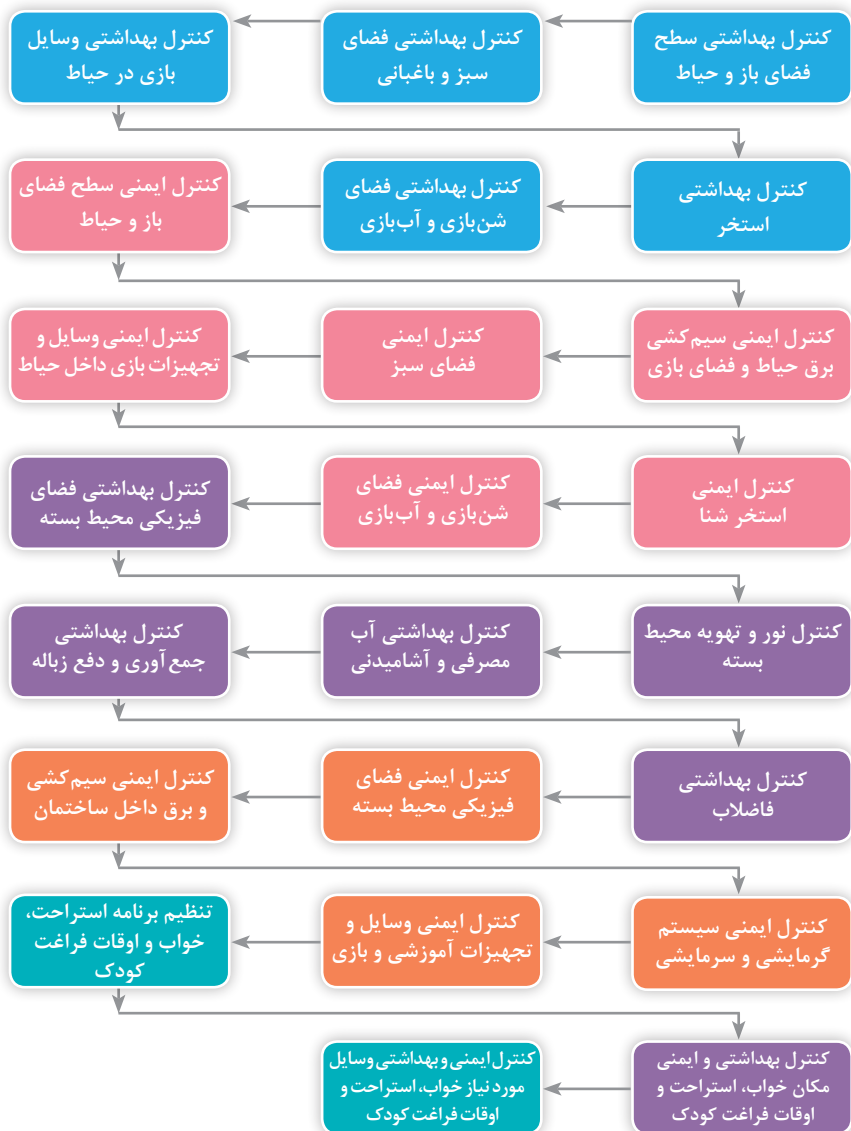 کنترل بهداشتی سطح
فضای باز و حیاط
کنترل بهداشتی فضای
سبز و باغبانی
کنترل بهداشتی وسایل
بازی در حیاط
کنترل بهداشتی
استخر
کنترل بهداشتی فضای
شن‌بازی و آب‌بازی
کنترل ایمنی سطح فضای
باز و حیاط
کنترل ایمنی سیم‌کشی
برق حیاط و فضای بازی
کنترل ایمنی
فضای سبز
کنترل ایمنی وسایل و
تجهیزات بازی داخل حیاط
کنترل ایمنی
استخر شنا
کنترل ایمنی فضای
شن‌بازی و آب‌بازی
کنترل بهداشتی فضای
فیزیکی محیط بسته
کنترل نور و تهویه محیط
بسته
کنترل بهداشتی آب
مصرفی و آشامیدنی
کنترل بهداشتی
جمع‌آوری و دفع زباله
کنترل بهداشتی
فاضلاب
کنترل ایمنی فضای
فیزیکی محیط بسته
کنترل ایمنی سیم‌کشی
و برق داخل ساختمان
کنترل ایمنی سیستم
گرمایشی و سرمایشی
کنترل ایمنی وسایل و
تجهیزات آموزشی و بازی
تنظیم برنامه استراحت،
خواب و اوقات فراغت
کودک
کنترل بهداشتی و ایمنی
مکان خواب، استراحت و
اوقات فراغت کودک
کنترل ایمنی و بهداشتی وسایل
مورد نیاز خواب، استراحت و
اوقات فراغت کودک